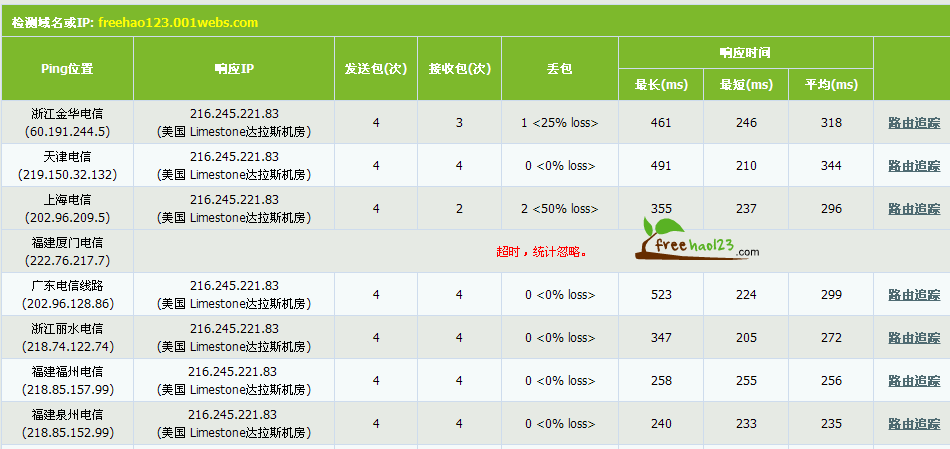 检测域名或IP: freehao123.001webs.com
Ping位置 响应IP 发送包(次) 接收包(次) 丢包 响应时间
最长(ms) 最短(ms) 平均(ms)
浙江金华电信 216.245.221.83 4 3 1 <25% loss> 461 246 318 路由追踪
(60.191.244.5) (美国 Limestone达拉斯机房)
天津电信 216.245.221.83 4 4 0 <0% loss> 491 210 344 路由追踪
(219.150.32.132) (美国 Limestone达拉斯机房)
上海电信 216.245.221.83 4 2 2 <50% loss> 355 237 296 路由追踪
(202.96.209.5) (美国 Limestone达拉斯机房)
福建厦门电信 超时，统计忽略。
(222.76.217.7)
freehao123.com
广东电信线路 216.245.221.83 4 4 0 <0% loss> 523 224 299 路由追踪
(202.96.128.86) (美国 Limestone达拉斯机房)
浙江丽水电信 216.245.221.83 4 4 0 <0% loss> 347 205 272 路由追踪
(218.74.122.74) (美国 Limestone达拉斯机房)
福建福州电信 216.245.221.83 4 4 0 <0% loss> 258 255 256 路由追踪
(218.85.157.99) (美国 Limestone达拉斯机房)
福建泉州电信 216.245.221.83 4 4 0 <0% loss> 240 233 235 路由追踪
(218.85.152.99) (美国 Limestone达拉斯机房)